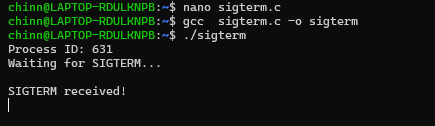 chinn@LAPTOP-RDULKNPB:~$ nano sigterm.c
chinn@LAPTOP-RDULKNPB:~$ gcc  sigterm.c -o sigterm
chinn@LAPTOP-RDULKNPB:~$ ./sigterm
Process ID: 631
Waiting for SIGTERM...
SIGTERM received!